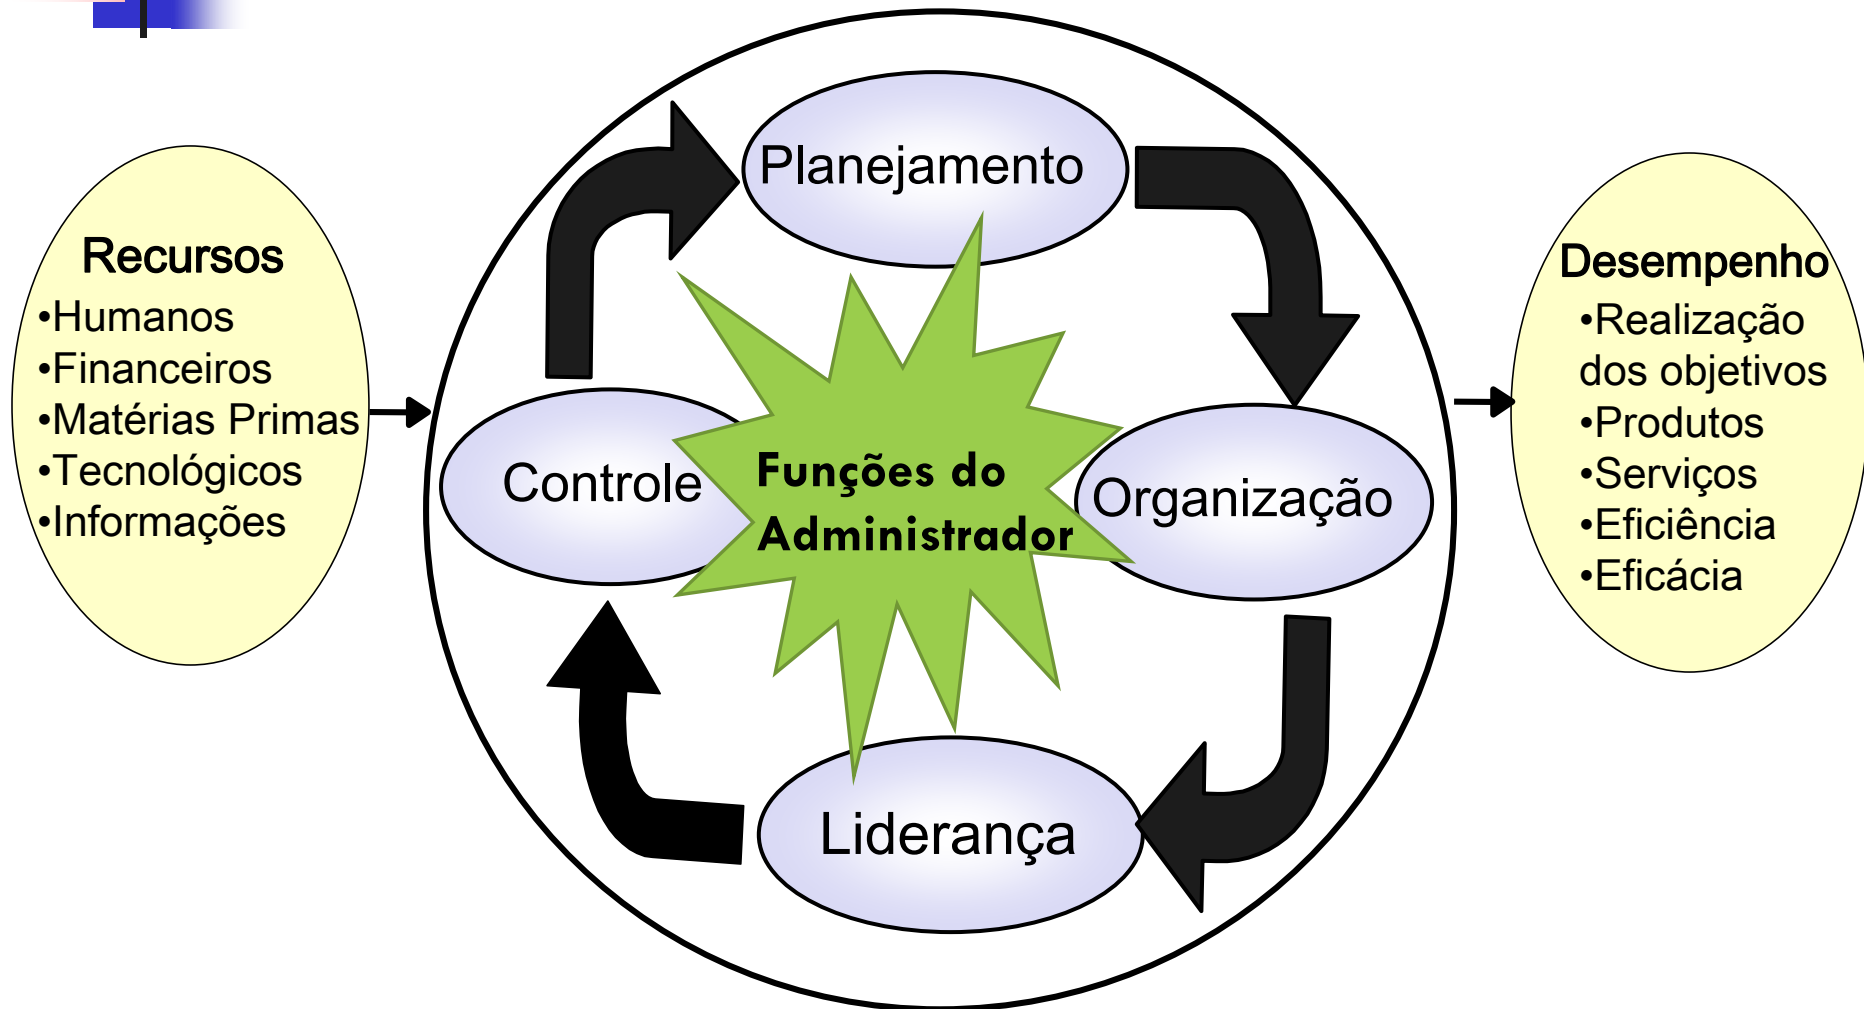 Recursos
•Humanos
•Financeiros
•Matérias Primas
•Tecnológicos
•Informações
Planejamento
Controle
Funções do
Administrador
Organização
Liderança
Desempenho
•Realização
dos objetivos
•Produtos
•Serviços
•Eficiência
•Eficácia